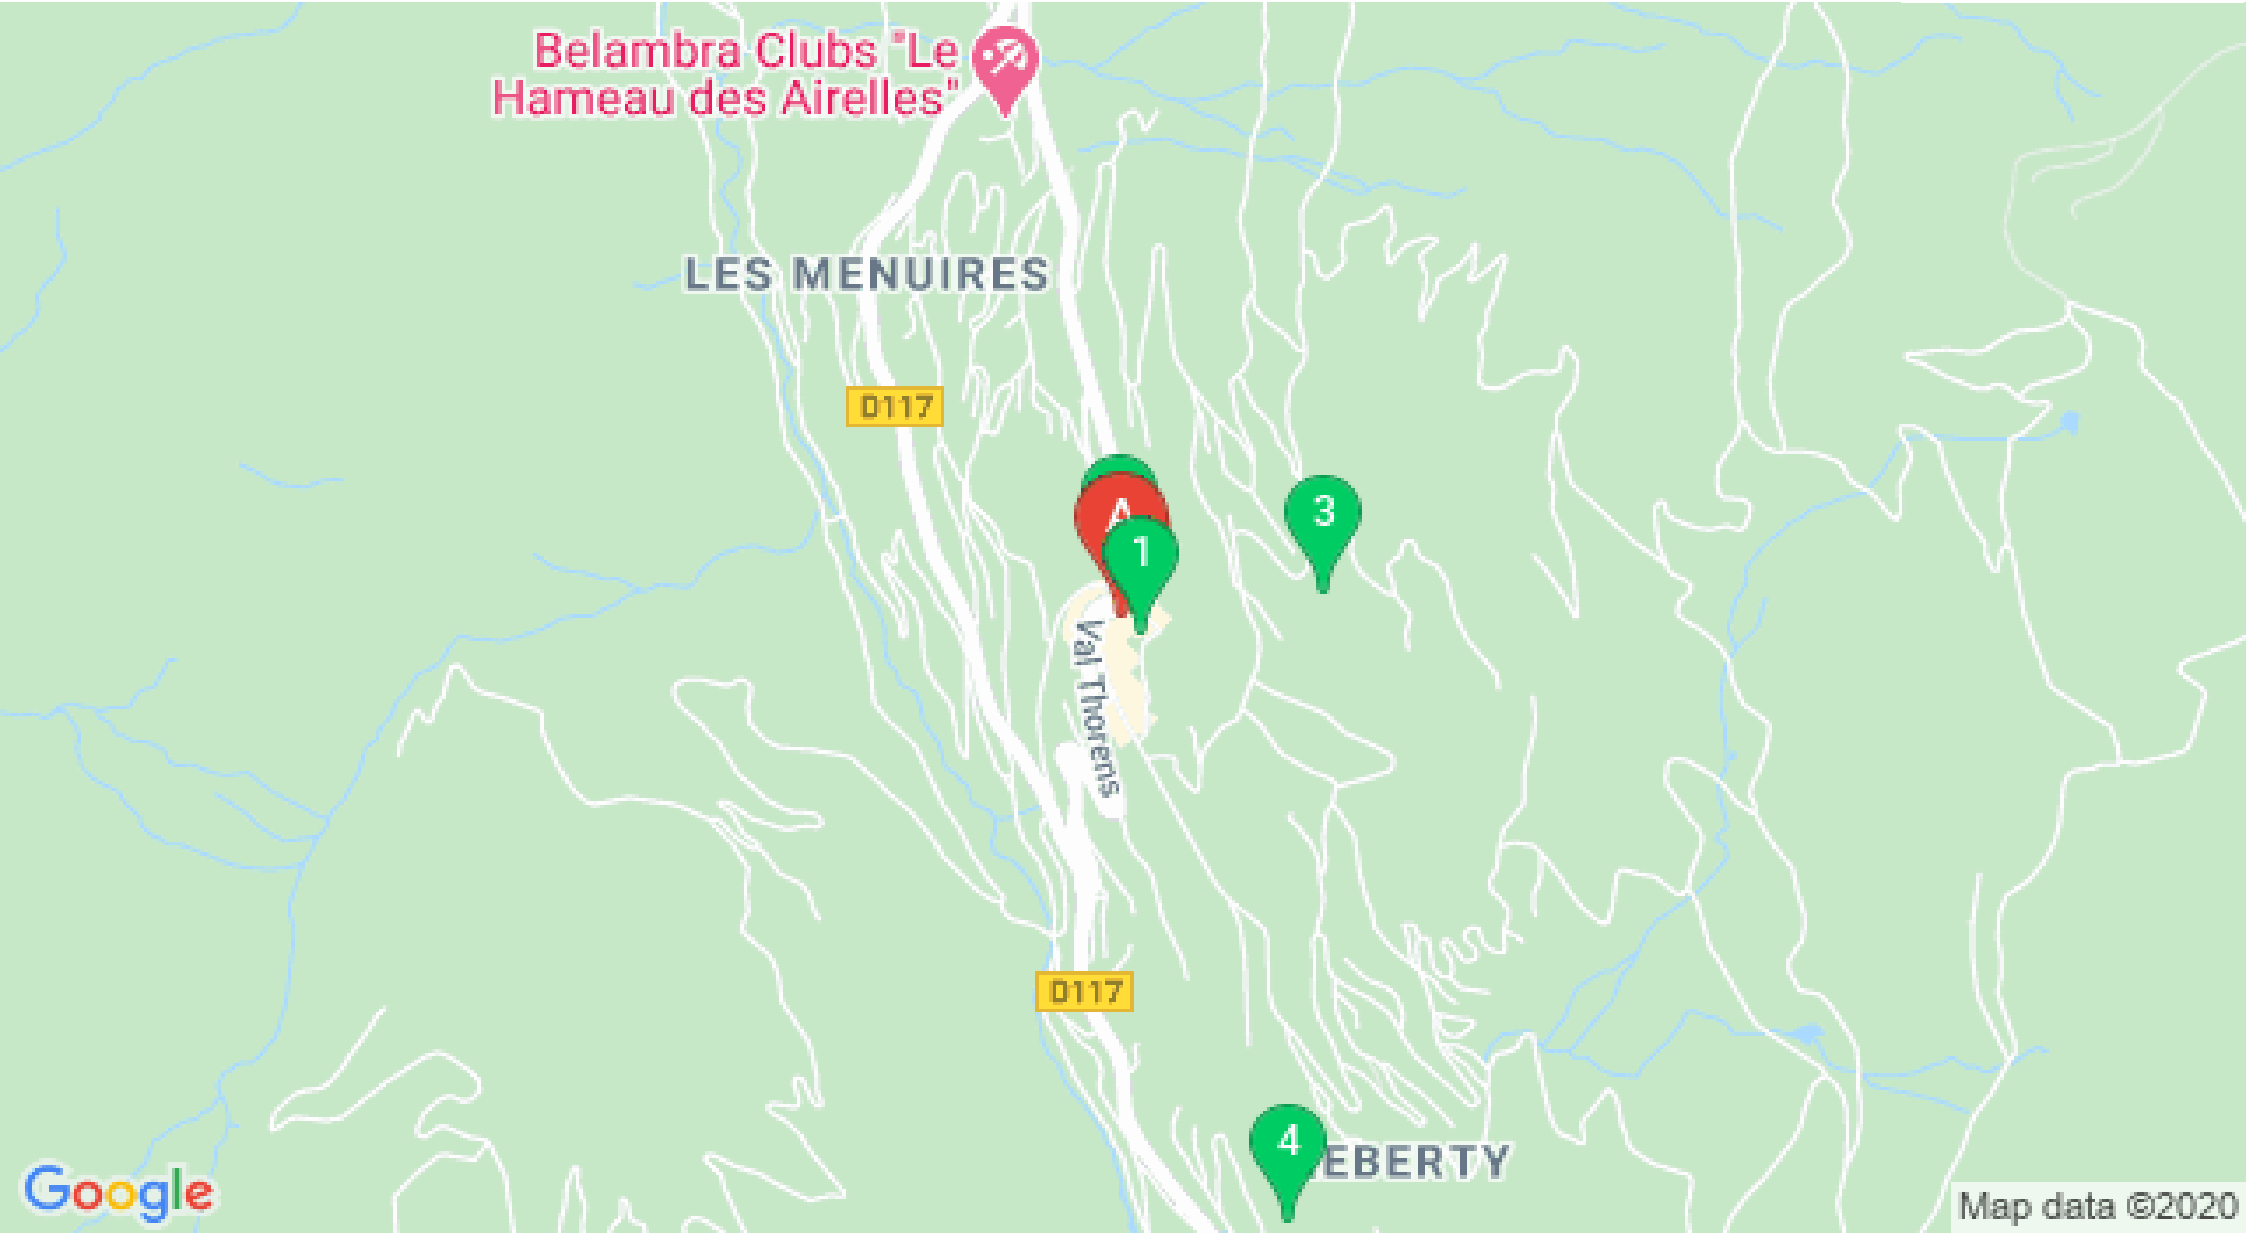 Belambra Clubs "Le
Hameau des Airelles"
LES MENUIRES
D117
A
3
1
Val Thorens
D117
4
EBERTY
Google
Map data ©2020